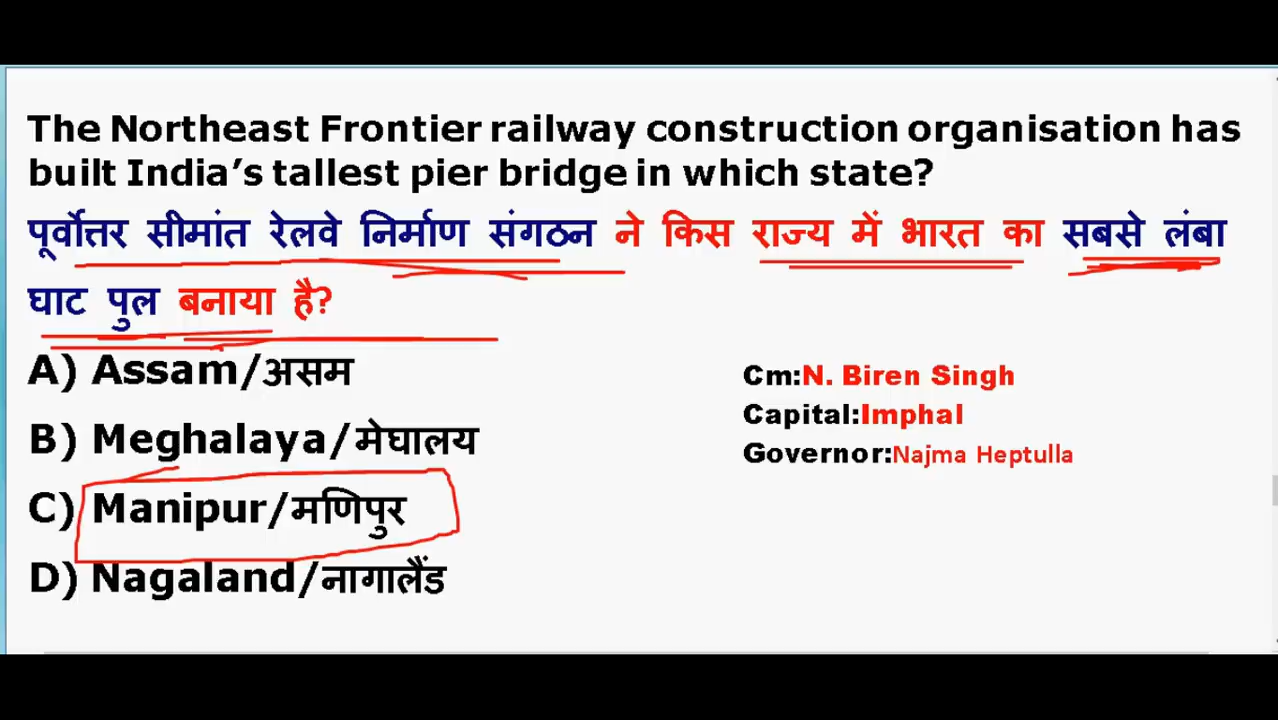 The Northeast Frontier railway construction organisation has
built India’s tallest pier bridge in which state?
पूर्वोत्तर सीमांत रेलवे निर्माण संगठन ने किस राज्य में भारत का सबसे लंबा
घाट पुल बनाया है?
A) Assam/असम
B) Meghalaya/मेघालय
C) Manipur/मणिपुर
D) Nagaland/नागालैंड
Cm:N. Biren Singh
Capital:Imphal
Governor:Najma Heptulla